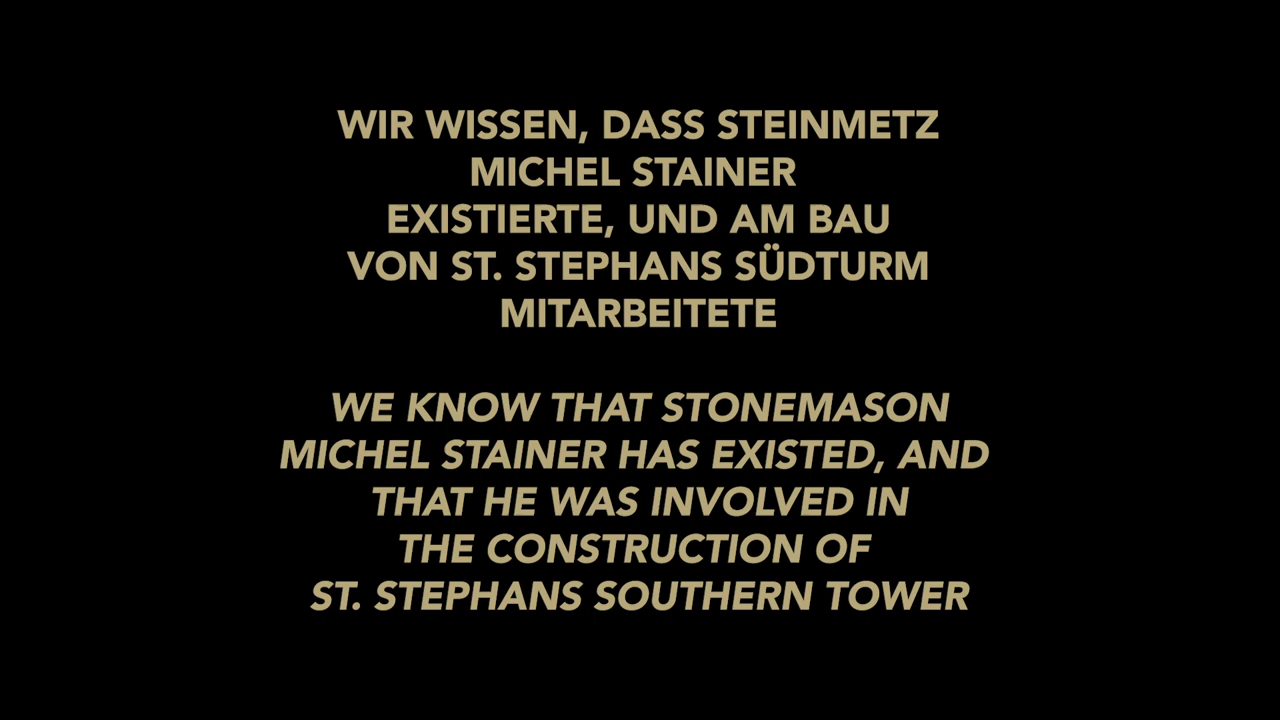 WIR WISSEN, DASS STEINMETZ
MICHEL STAINER
EXISTIERTE, UND AM BAU
VON ST. STEPHANS SÜDTURM
MITARBEITETE
WE KNOW THAT STONEMASON
MICHEL STAINER HAS EXISTED, AND
THAT HE WAS INVOLVED IN
THE CONSTRUCTION OF
ST. STEPHANS SOUTHERN TOWER